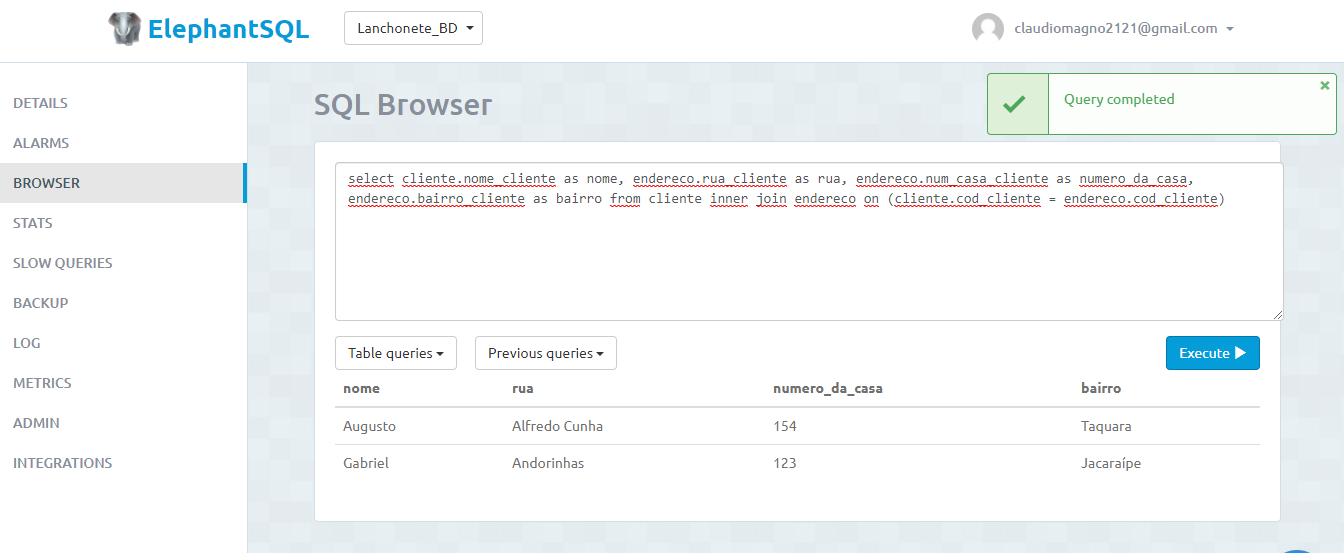 ElephantSQL
Lanchonete_BD
claudiomagno2121@gmail.com
DETAILS
ALARMS
BROWSER
STATS
SLOW QUERIES
BACKUP
LOG
METRICS
ADMIN
INTEGRATIONS
SQL Browser
Query completed
select cliente.nome_cliente as nome, endereco.rua_cliente as rua, endereco.num_casa_cliente as numero_da_casa,
endereco.bairro_cliente as bairro from cliente inner join endereco on (cliente.cod_cliente = endereco.cod_cliente)
Table queries
Previous queries
Execute
nome rua numero_da_casa bairro
Augusto Alfredo Cunha 154 Taquara
Gabriel Andorinhas 123 Jacaraípe